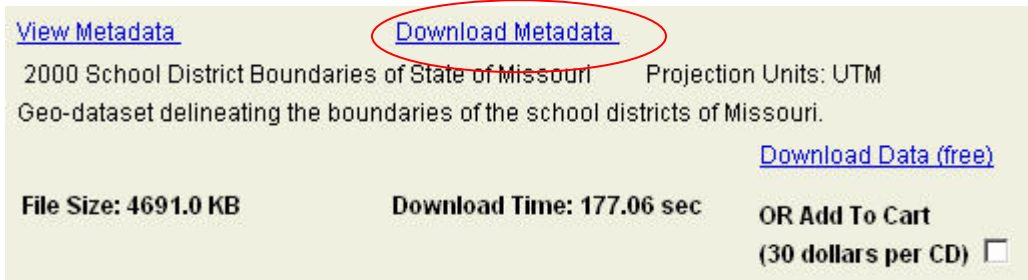 View Metadata Download Metadata
2000 School District Boundaries of State of Missouri Projection Units: UTM
Geo-dataset delineating the boundaries of the school districts of Missouri.
Download Data (free)
File Size: 4691.0 KB Download Time: 177.06 sec OR Add To Cart
(30 dollars per CD)